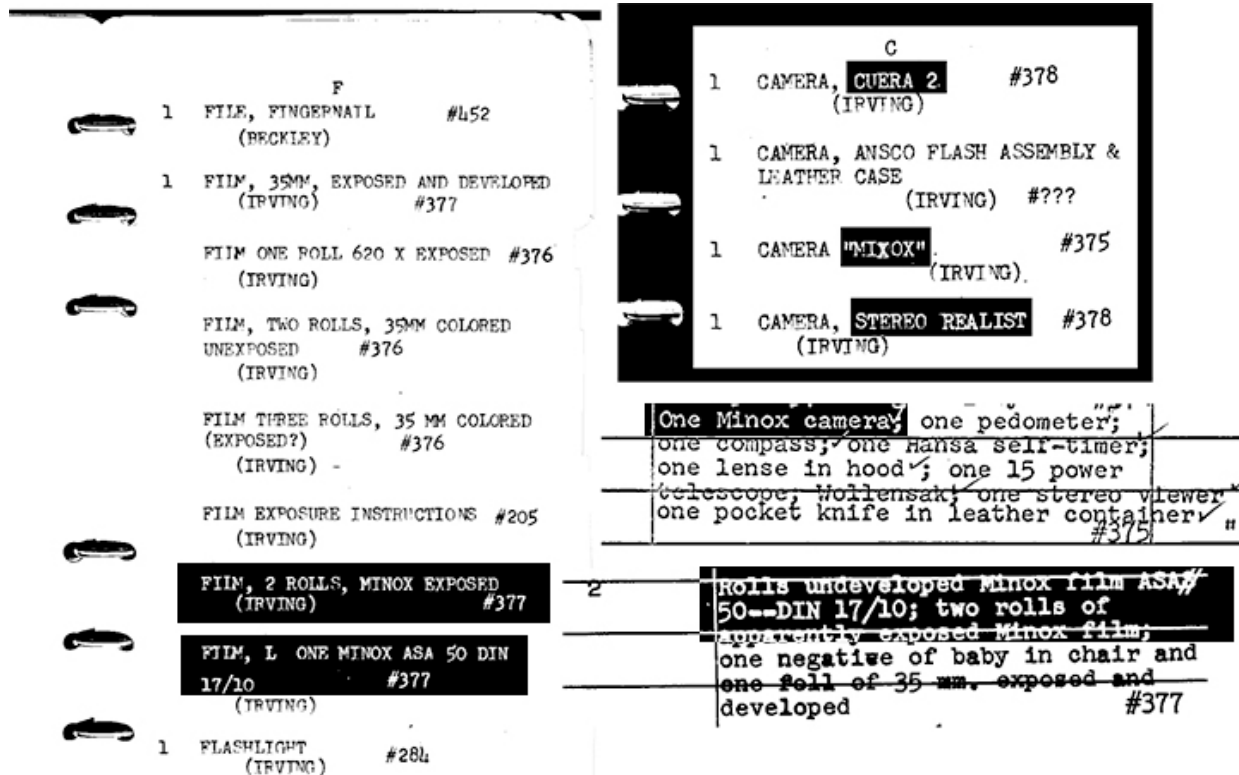 F
1 FILE, FINGERNAIL #452
(BECKLEY)
1 FILM, 35MM, EXPOSED AND DEVELOPED
(IRVING) #377
FILM ONE ROLL 620 X EXPOSED #376
(IRVING)
FILM, TWO ROLLS, 35MM COLORED
UNEXPOSED #376
(IRVING)
FILM THREE ROLLS, 35 MM COLORED
(EXPOSED?) #376
(IRVING) -
FILM EXPOSURE INSTRUCTIONS #205
(IRVING)
FILM, 2 ROLLS, MINOX EXPOSED
(IRVING) #377
FILM, L ONE MINOX ASA 50 DIN
17/10 #377
(IRVING)
1 FLASHLIGHT #284
(IRVING)
C
1 CAMERA, CUERA 2 #378
(IRVING)
1 CAMERA, ANSCO FLASH ASSEMBLY &
LEATHER CASE
(IRVING) #???
1 CAMERA "MIXOX" #375
(IRVING).
1 CAMERA, STEREO REALIST #378
(IRVING)
One Minox camera; one pedometer;
one compass; one Hansa self-timer;
one lense in hood; one 15 power
telescope; Wollensak; one stereo viewer
one pocket knife in leather container "
#375
2 Rolls undeveloped Minox film ASA
50--DIN 17/10; two rolls of
apparently exposed Minox film;
one negative of baby in chair and
one roll of 35 mm. exposed and
developed #377